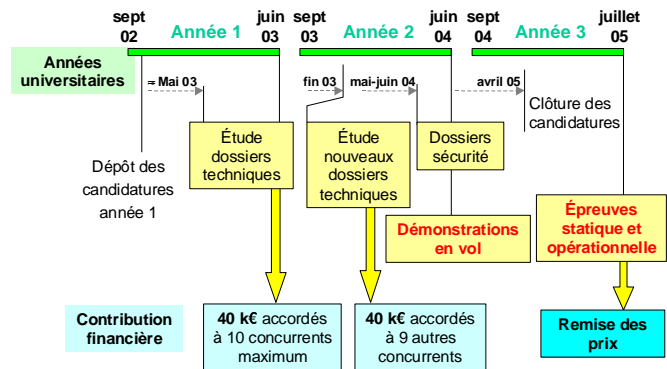 sept
02
Année 1
juin
03
sept
03
Année 2
juin
04
sept
04
Année 3
juillet
05
Années
universitaires
= Mai 03
fin 03
mai-juin 04
avril 05
Clôture des
candidatures
Dépôt des
candidatures
année 1
Étude
dossiers
techniques
Étude
nouveaux
dossiers
techniques
Dossiers
sécurité
Démonstrations
en vol
Épreuves
statique et
opérationnelle
Contribution
financière
40 k€ accordés
à 10 concurrents
maximum
40 k€ accordés
à 9 autres
concurrents
Remise des
prix